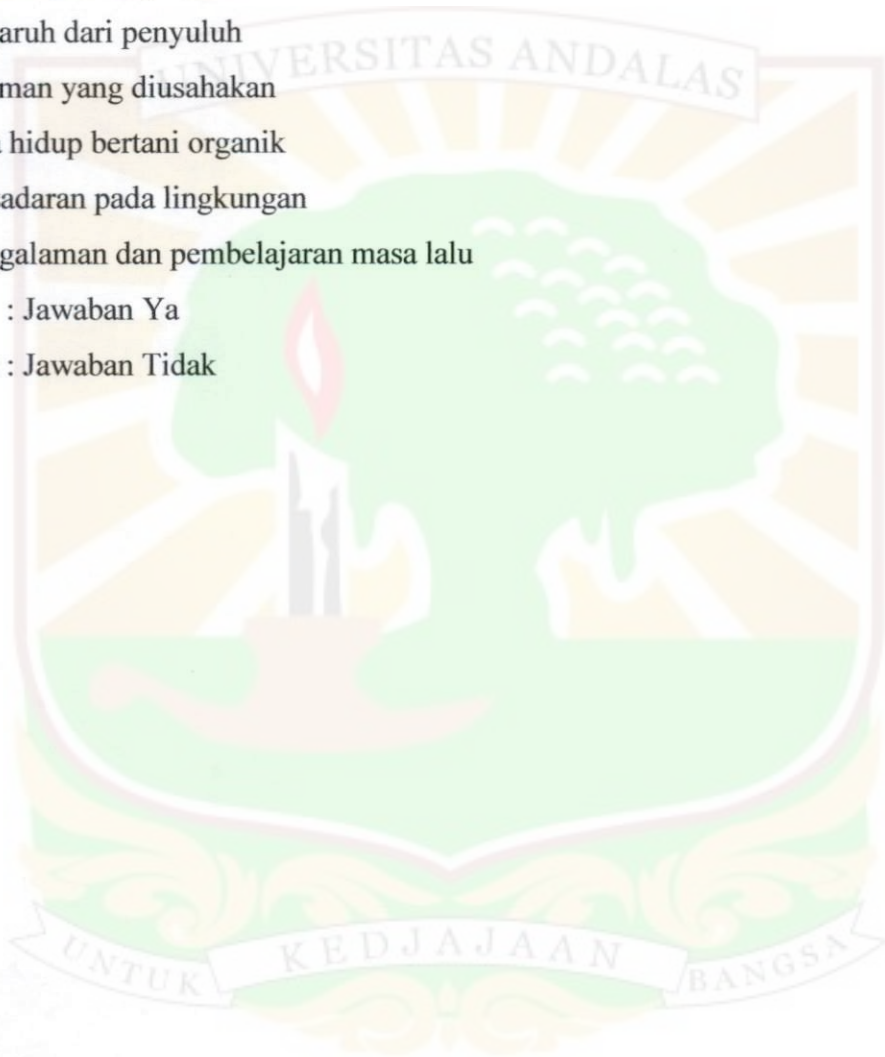 aruh dari penyuluh
UNIVERSITAS ANDALAS
man yang diusahakan
hidup bertani organik
adaran pada lingkungan
galaman dan pembelajaran masa lalu
: Jawaban Ya
: Jawaban Tidak
UNTUK KEDJAJAAN BANGSA